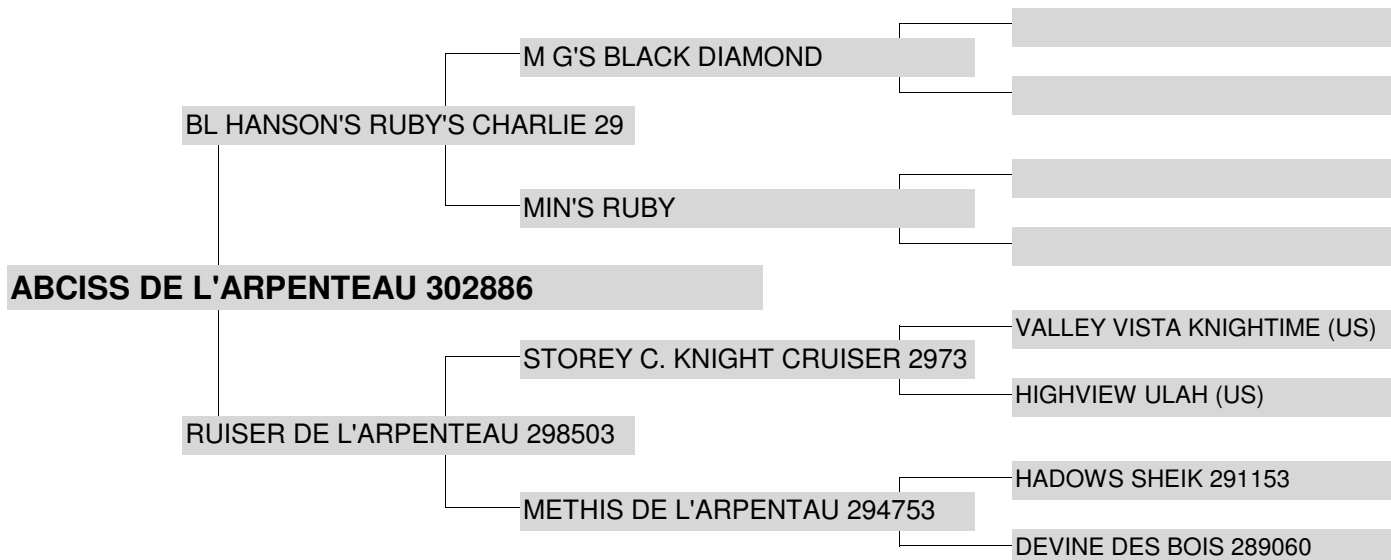 M G'S BLACK DIAMOND
BL HANSON'S RUBY'S CHARLIE 29
MIN'S RUBY
ABCISS DE L'ARPENTEAU 302886
VALLEY VISTA KNIGHTIME (US)
STOREY C. KNIGHT CRUISER 2973
HIGHVIEW ULAH (US)
RUISER DE L'ARPENTEAU 298503
HADOWS SHEIK 291153
METHIS DE L'ARPENTAU 294753
DEVINE DES BOIS 289060